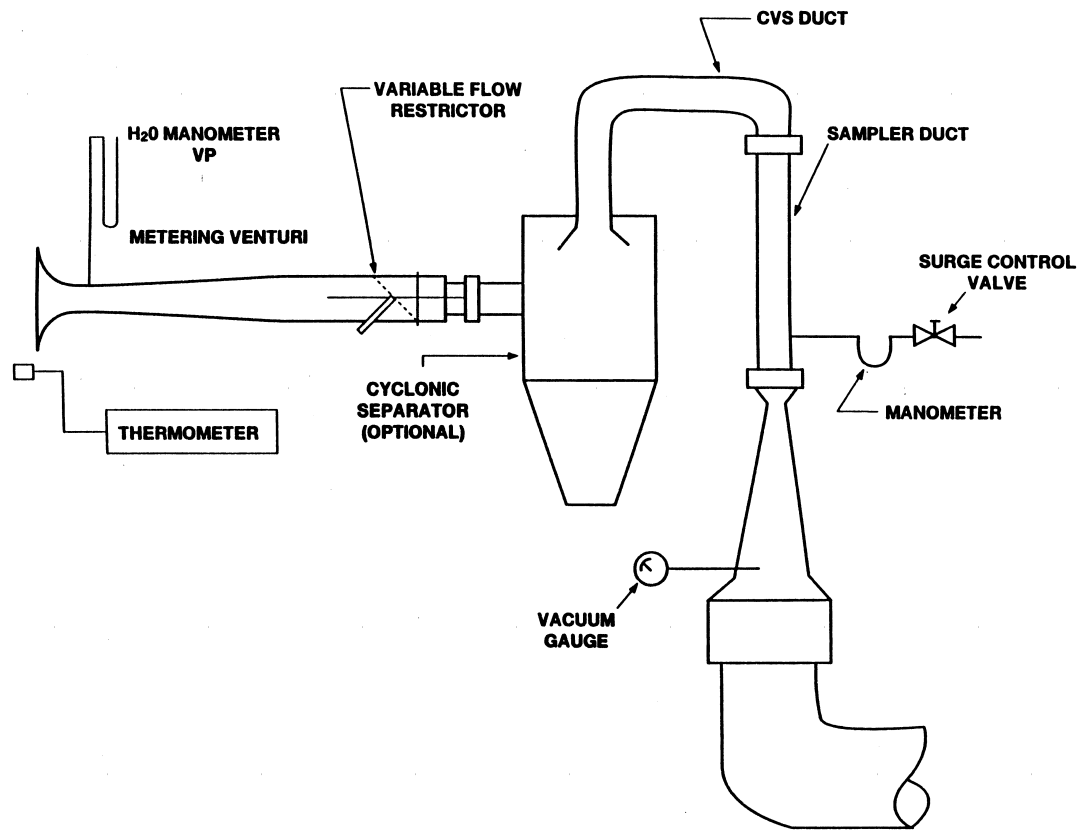 CVS DUCT
VARIABLE FLOW
RESTRICTOR
H₂0 MANOMETER
VP
SAMPLER DUCT
METERING VENTURI
SURGE CONTROL
VALVE
CYCLONIC
SEPARATOR
(OPTIONAL)
MANOMETER
THERMOMETER
VACUUM
GAUGE